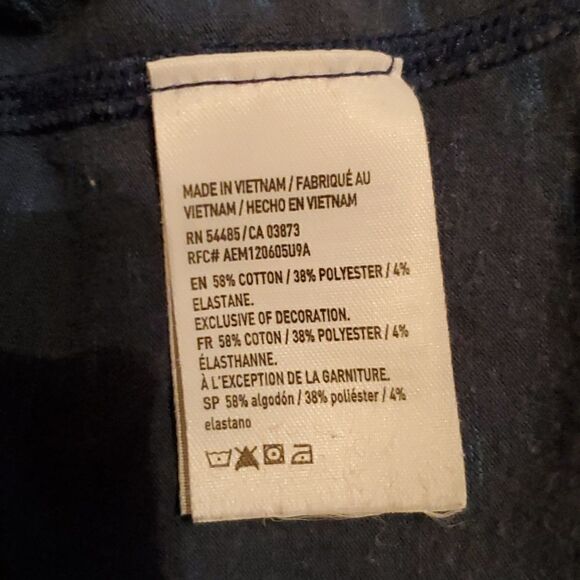 MADE IN VIETNAM / FABRIQUÉ AU
VIETNAM / HECHO EN VIETNAM
RN 54485 / CA 03873
RFC# AEM120605U9A
EN 58% COTTON / 38% POLYESTER / 4%
ELASTANE.
EXCLUSIVE OF DECORATION.
FR 58% COTON / 38% POLYESTER / 4%
ÉLASTHANNE.
À L'EXCEPTION DE LA GARNITURE.
SP 58% algodón / 38% poliéster / 4%
elastano